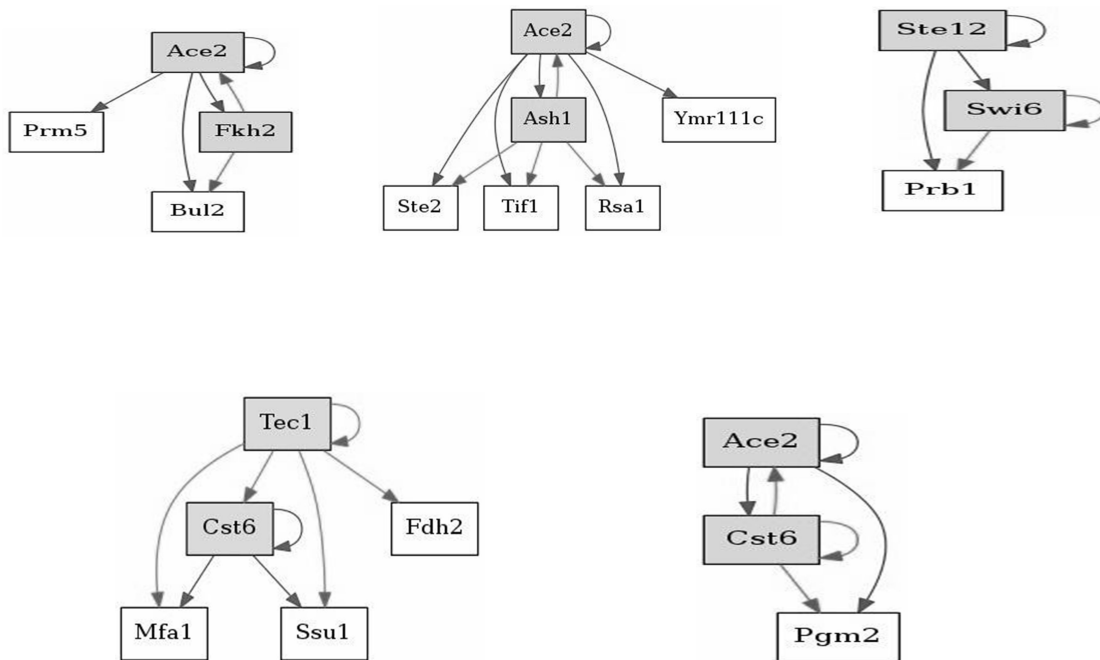 Ace2
Prm5
Fkh2
Bul2
Ace2
Ash1
Ymr111c
Ste2
Tif1
Rsa1
Ste12
Swi6
Prb1
Tec1
Cst6
Fdh2
Mfa1
Ssu1
Ace2
Cst6
Pgm2